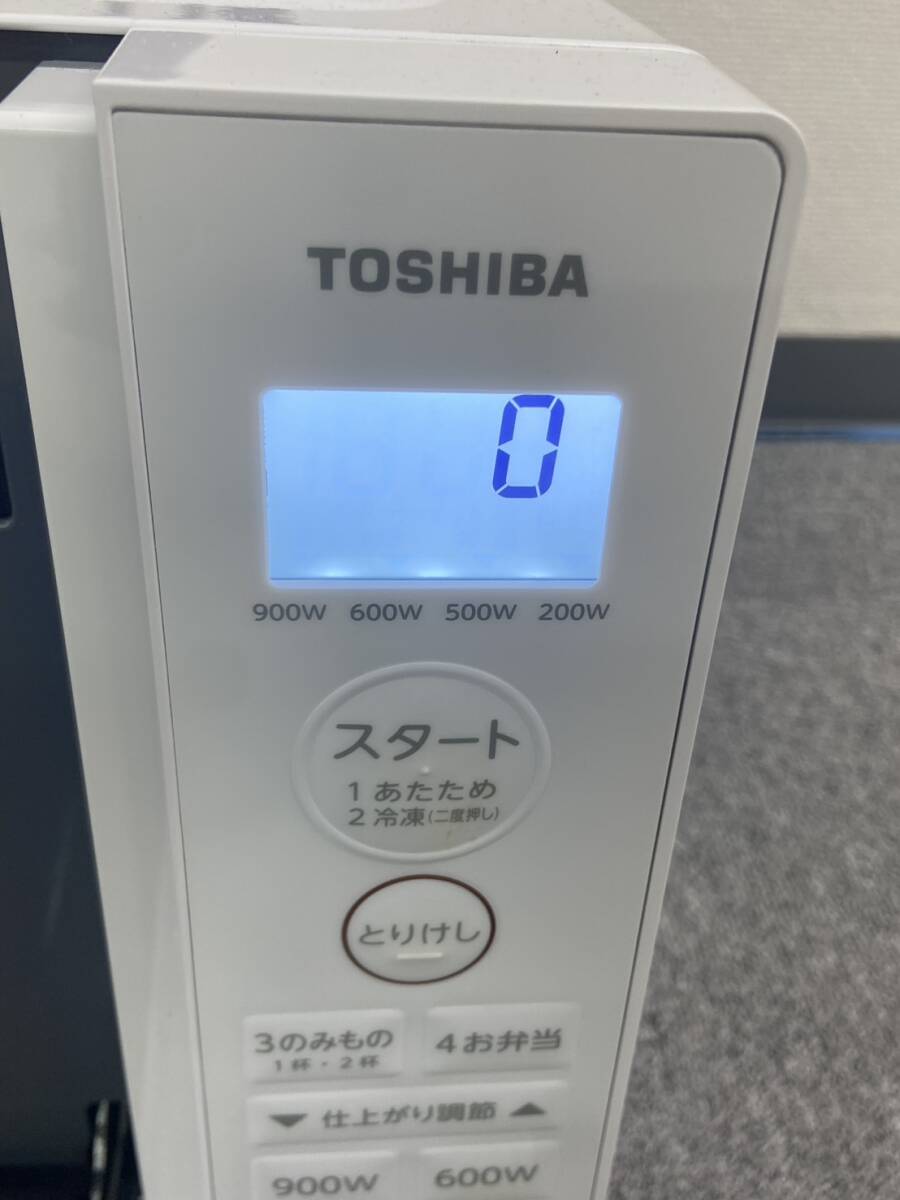 TOSHIBA
0
900W 600W 500W 200W
スタート
1 あたため
2 冷凍(二度押し)
とりけし
3のみもの 4お弁当
1杯・2杯
▼ 仕上がり調節 ▲
900W 600W